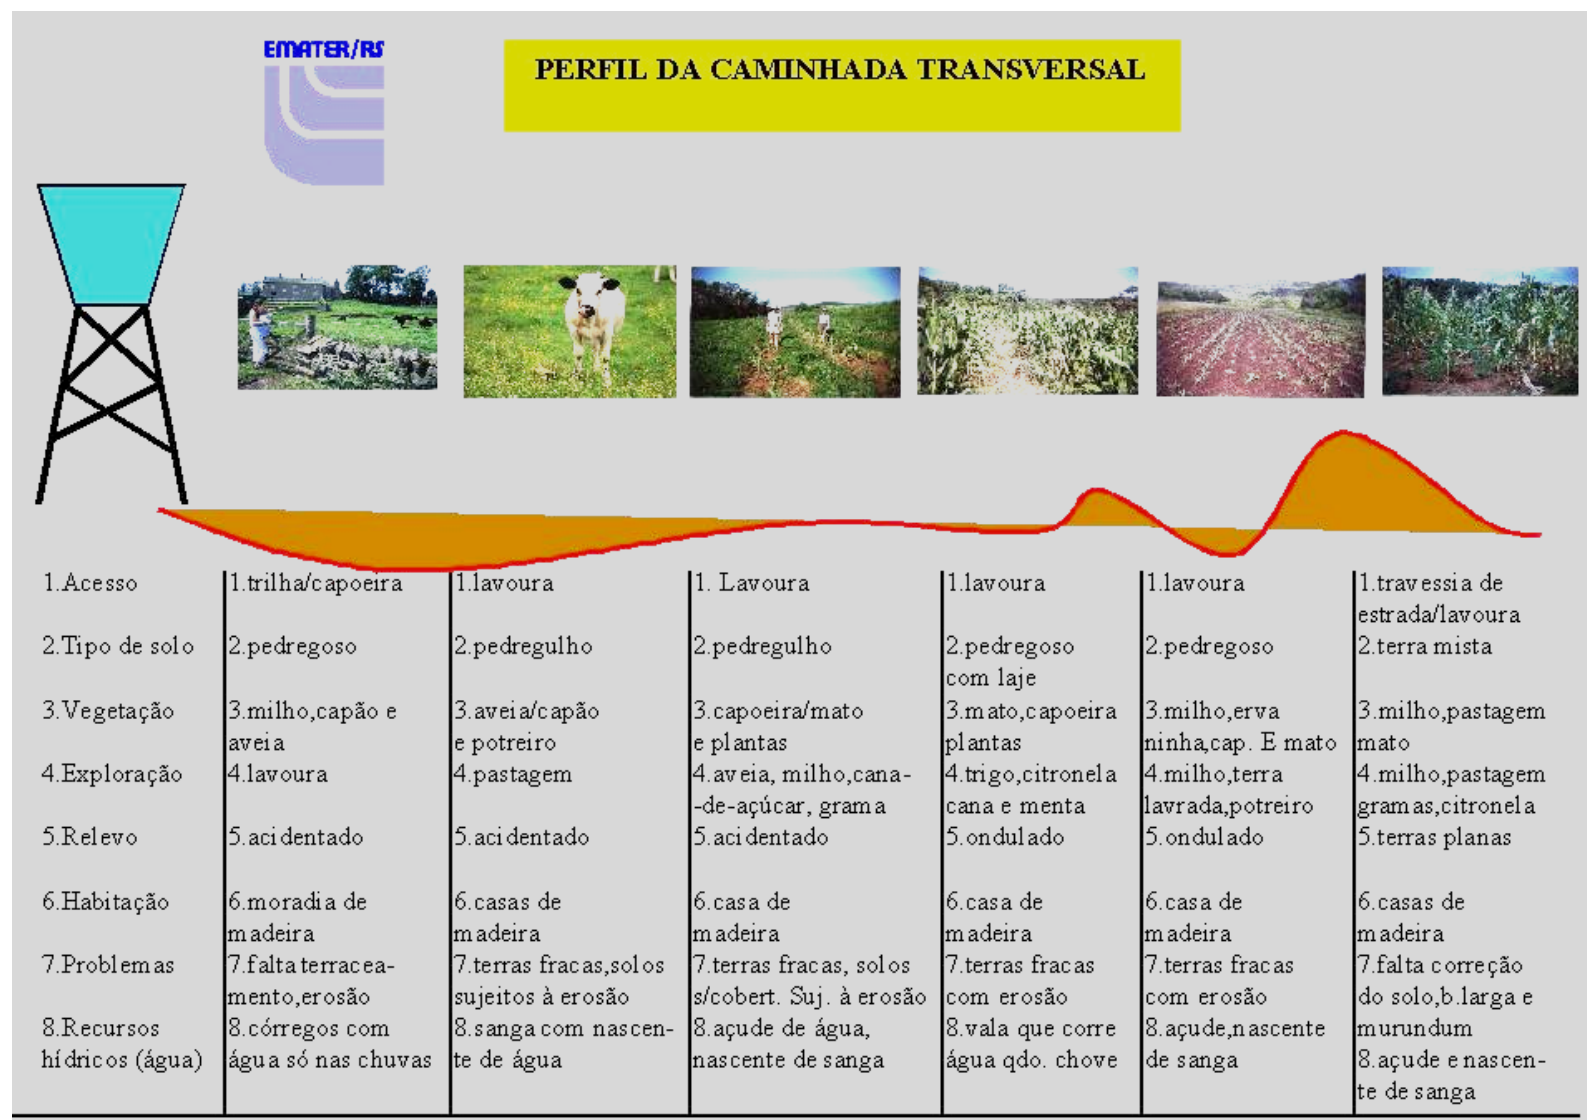 EMATER/RS
PERFIL DA CAMINHADA TRANSVERSAL
1.Acesso
2.Tipo de solo
3.Vegetação
4.Exploração
5.Relevo
6.Habitação
7.Problemas
8.Recursos
hídricos (água)
1.trilha/capoeira
2.pedregoso
3.milho,capão e
aveia
4.lavoura
5.acidentado
6.moradia de
madeira
7.falta terracea-
mento,erosão
8.córregos com
água só nas chuvas
1.lavoura
2.pedregulho
3.aveia/capão
e potreiro
4.pastagem
5.acidentado
6.casas de
madeira
7.terras fracas,solos
sujeitos à erosão
8.sanga com nascen-
te de água
1. Lavoura
2.pedregulho
3.capoeira/mato
e plantas
4.aveia, milho,cana-
-de-açúcar, grama
5.acidentado
6.casa de
madeira
7.terras fracas, solos
s/cobert. Suj. à erosão
8.açude de água,
nascente de sanga
1.lavoura
2.pedregoso
com laje
3.mato,capoeira
plantas
4.trigo,citronela
cana e menta
5.ondulado
6.casa de
madeira
7.terras fracas
com erosão
8.vala que corre
água qdo. chove
1.lavoura
2.pedregoso
3.milho,erva
ninha,cap. E mato
4.milho,terra
lavrada,potreiro
5.ondulado
6.casa de
madeira
7.terras fracas
com erosão
8.açude,nascente
de sanga
1.travessia de
estrada/lavoura
2.terra mista
3.milho,pastagem
mato
4.milho,pastagem
gramas,citronela
5.terras planas
6.casas de
madeira
7.falta correção
do solo,b.larga e
murundum
8.açude e nascen-
te de sanga